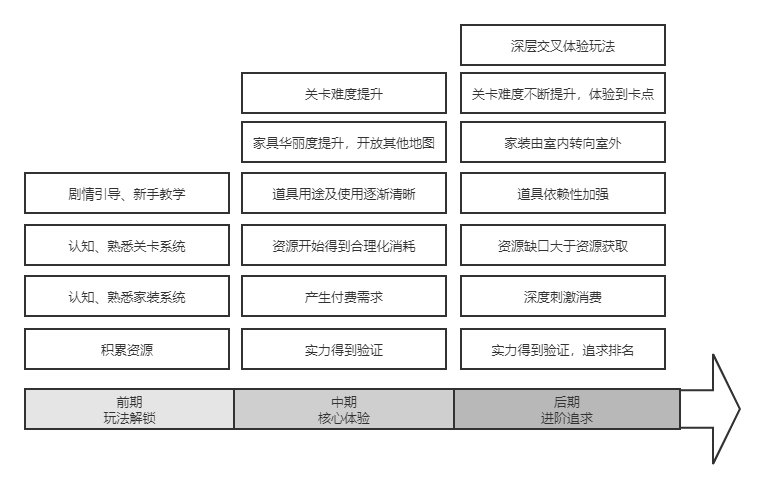 深层交叉体验玩法
关卡难度提升
关卡难度不断提升，体验到卡点
家具华丽度提升，开放其他地图
家装由室内转向室外
剧情引导、新手教学
道具用途及使用逐渐清晰
道具依赖性加强
认知、熟悉关卡系统
资源开始得到合理化消耗
资源缺口大于资源获取
认知、熟悉家装系统
产生付费需求
深度刺激消费
积累资源
实力得到验证
实力得到验证，追求排名
前期
玩法解锁
中期
核心体验
后期
进阶追求